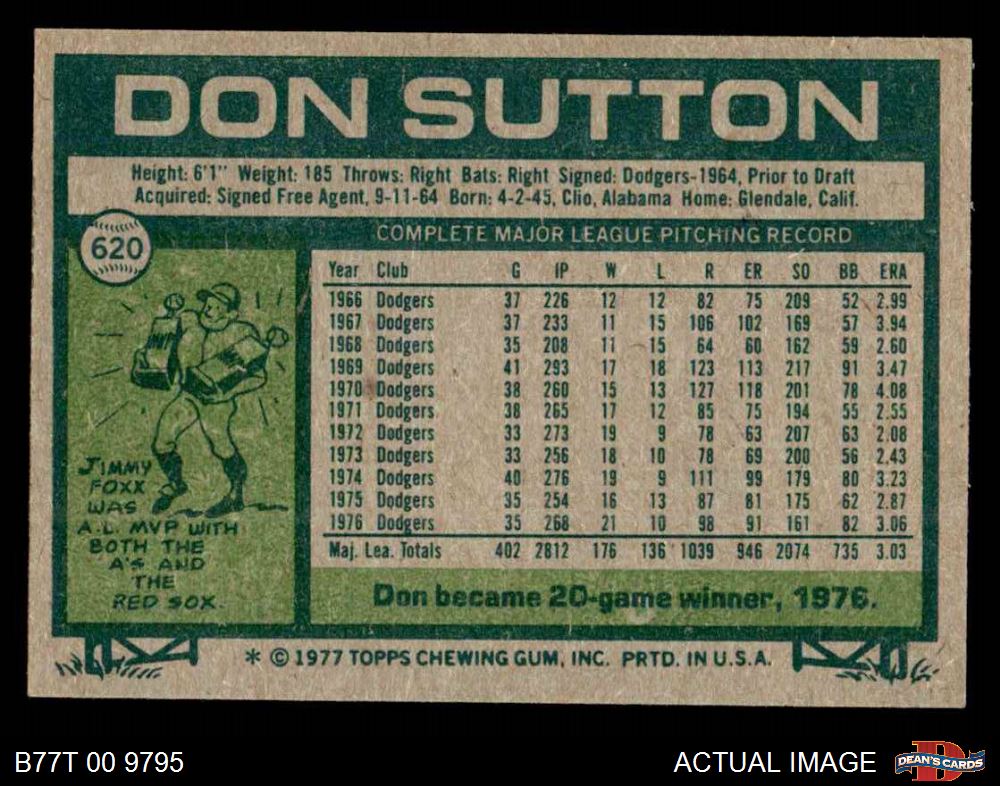 DON SUTTON
Height: 6'1" Weight: 185 Throws: Right Bats: Right Signed: Dodgers-1964, Prior to Draft
Acquired: Signed Free Agent, 9-11-64 Born: 4-2-45, Clio, Alabama Home: Glendale, Calif.
620
COMPLETE MAJOR LEAGUE PITCHING RECORD
Year Club G IP W L R ER SO BB ERA
1966 Dodgers 37 226 12 12 82 75 209 52 2.99
1967 Dodgers 37 233 11 15 106 102 169 57 3.94
1968 Dodgers 35 208 11 15 64 60 162 59 2.60
1969 Dodgers 41 293 17 18 123 113 217 91 3.47
1970 Dodgers 38 260 15 13 127 118 201 78 4.08
1971 Dodgers 38 265 17 12 85 75 194 55 2.55
1972 Dodgers 33 273 19 9 78 63 207 63 2.08
1973 Dodgers 33 256 18 10 78 69 200 56 2.43
1974 Dodgers 40 276 19 9 111 99 179 80 3.23
1975 Dodgers 35 254 16 13 87 81 175 62 2.87
1976 Dodgers 35 268 21 10 98 91 161 82 3.06
Maj. Lea. Totals 402 2812 176 136 1039 946 2074 735 3.03
JIMMY
FOXX
WAS
A.L. MVP WITH
BOTH THE
A'S AND
THE
RED SOX.
Don became 20-game winner, 1976.
* © 1977 TOPPS CHEWING GUM, INC. PRTD. IN U.S.A.
B77T 00 9795
ACTUAL IMAGE
D
DEAN'S CARDS